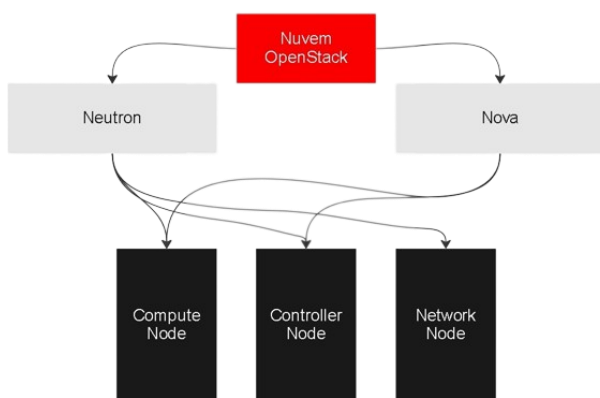 Nuvem
OpenStack
Neutron
Nova
Compute
Node
Controller
Node
Network
Node